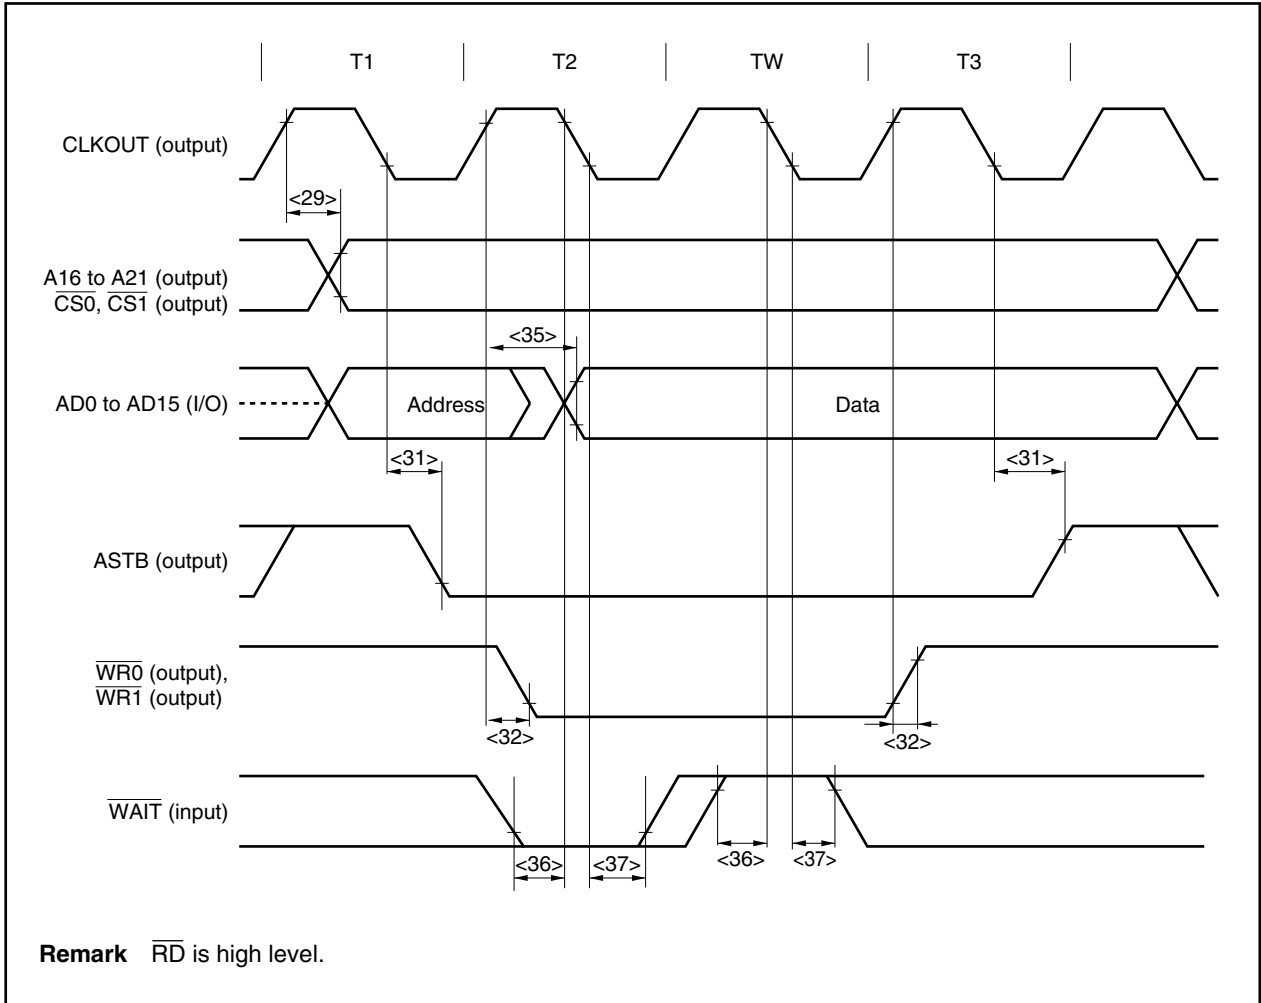 T1 T2 TW T3
CLKOUT (output)
<29>
A16 to A21 (output)
CS0, CS1 (output)
<35>
AD0 to AD15 (I/O)
Address
Data
<31> <31>
ASTB (output)
WR0 (output),
WR1 (output)
<32> <32>
WAIT (input)
<36> <37> <36> <37>
Remark RD is high level.